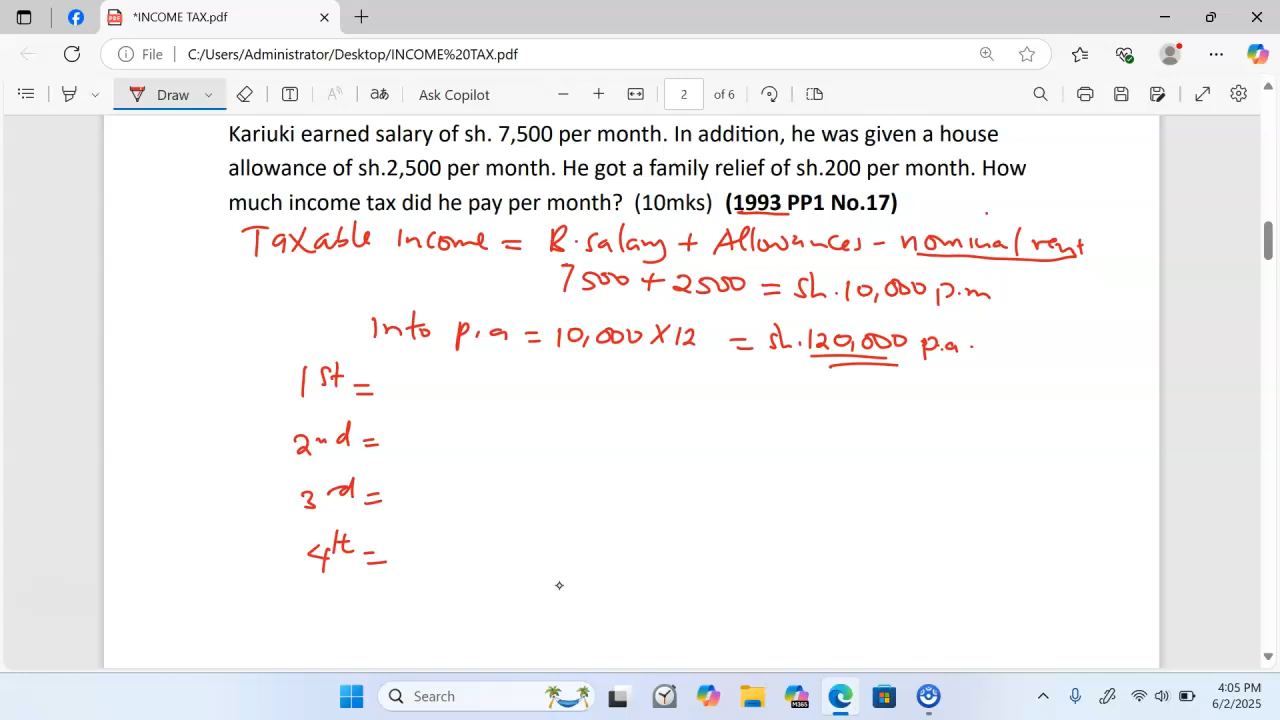 *INCOME TAX.pdf
File C:/Users/Administrator/Desktop/INCOME%20TAX.pdf
Draw Ask Copilot 2 of 6
Kariuki earned salary of sh. 7,500 per month. In addition, he was given a house
allowance of sh.2,500 per month. He got a family relief of sh.200 per month. How
much income tax did he pay per month? (10mks) (1993 PP1 No.17)
Taxable Income = B.salary + Allowances - nominal rent
7500 + 2500 = sh.10,000 p.m
Into p.a = 10,000 X 12 = sh.120,000 p.a.
1st =
2nd =
3rd =
4th =
Search
M365
4:05 PM
6/2/2025